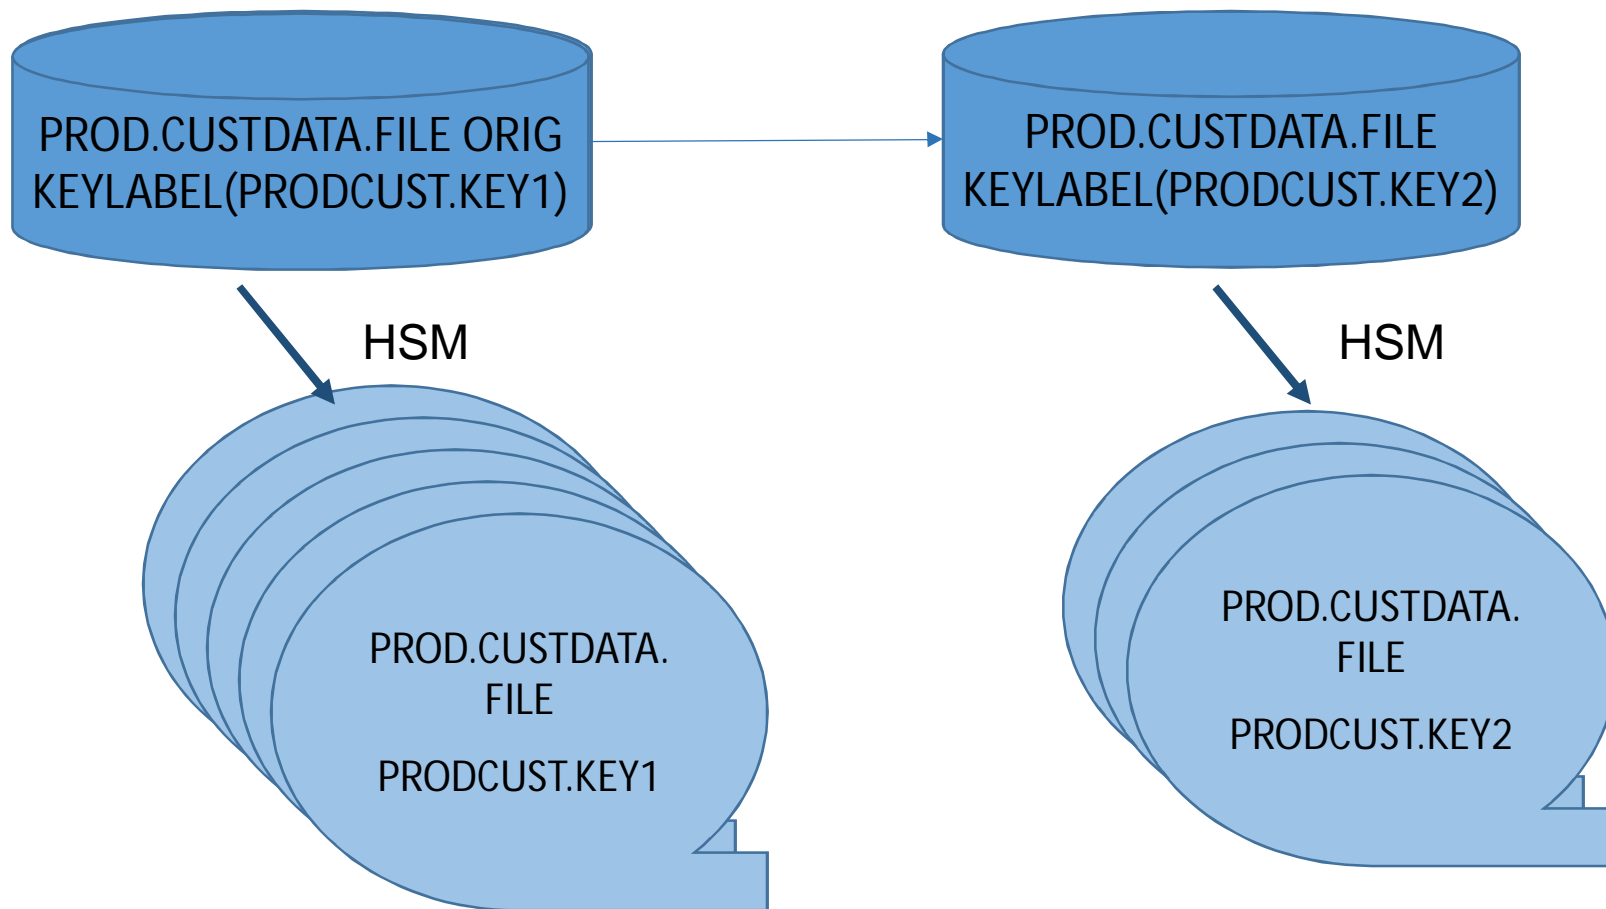 PROD.CUSTDATA.FILE ORIG
KEYLABEL(PRODCUST.KEY1)
PROD.CUSTDATA.FILE
KEYLABEL(PRODCUST.KEY2)
HSM
HSM
PROD.CUSTDATA.
FILE
PRODCUST.KEY1
PROD.CUSTDATA.
FILE
PRODCUST.KEY2